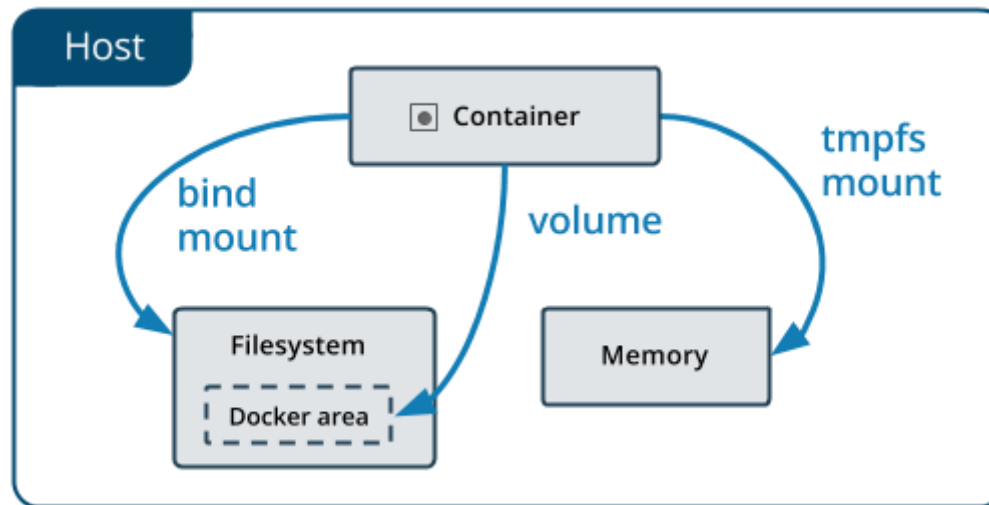 Host
Container
bind
mount
volume
tmpfs
mount
Filesystem
Docker area
Memory